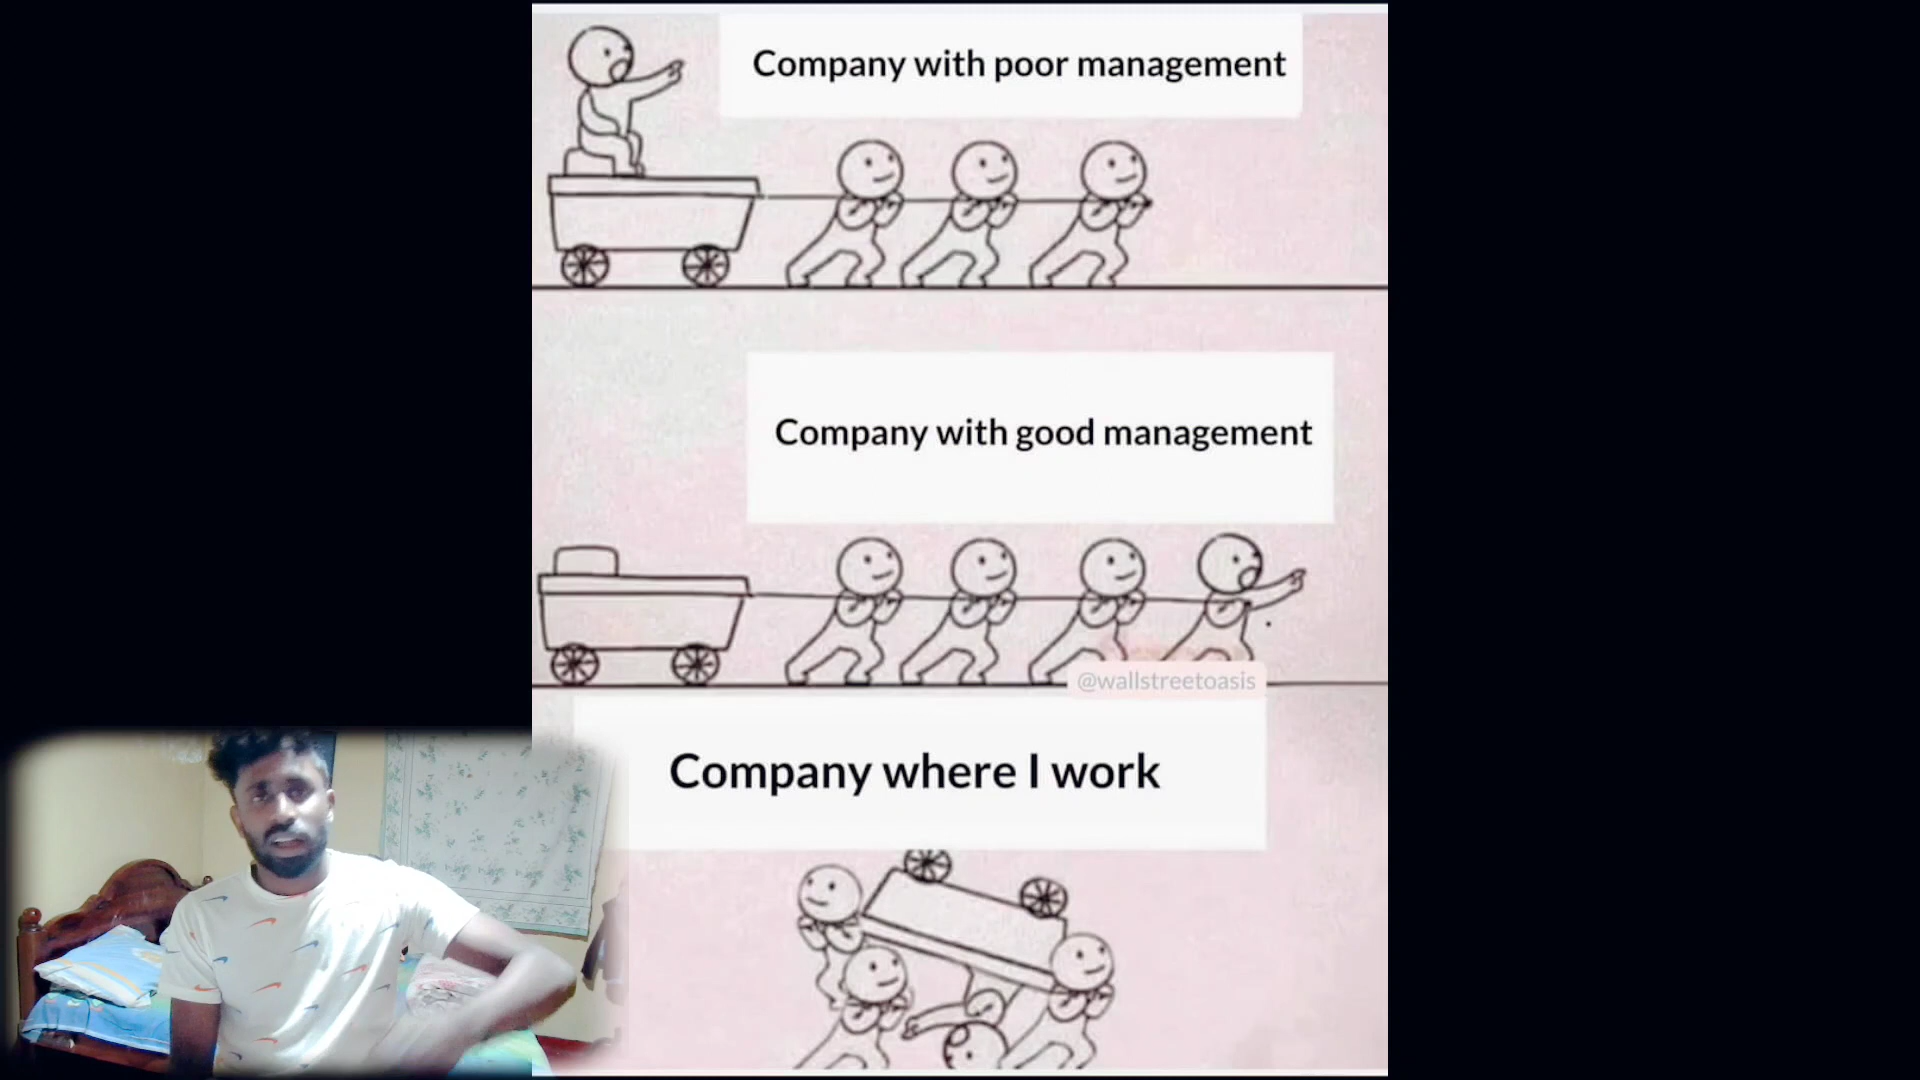 Company with poor management
Company with good management
@wallstreetoasis
Company where I work